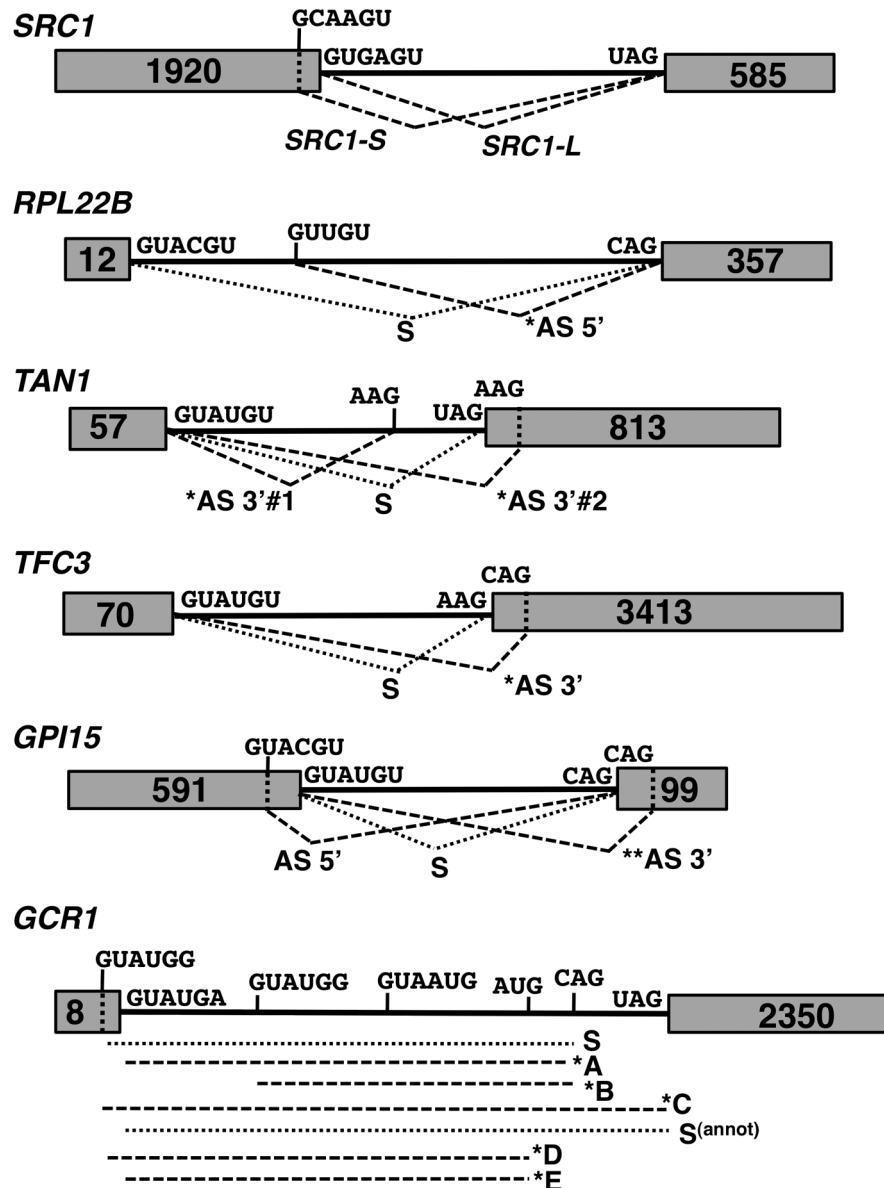 SRC1
GCAAGU
1920
GUGAGU
UAG
585
SRC1-S
SRC1-L
RPL22B
12
GUACGU
GUUGU
CAG
357
S
*AS 5’
TAN1
57
GUAUGU
AAG
UAG
AAG
813
*AS 3’#1
S
*AS 3’#2
TFC3
70
GUAUGU
AAG
CAG
3413
S
*AS 3’
GPI15
GUACGU
591
GUAUGU
CAG
CAG
99
AS 5’
S
**AS 3’
GCR1
GUAUGG
8
GUAUGA
GUAUGG
GUAAUG
AUG
CAG
UAG
2350
S
*A
*B
*C
S(annot)
*D
*E